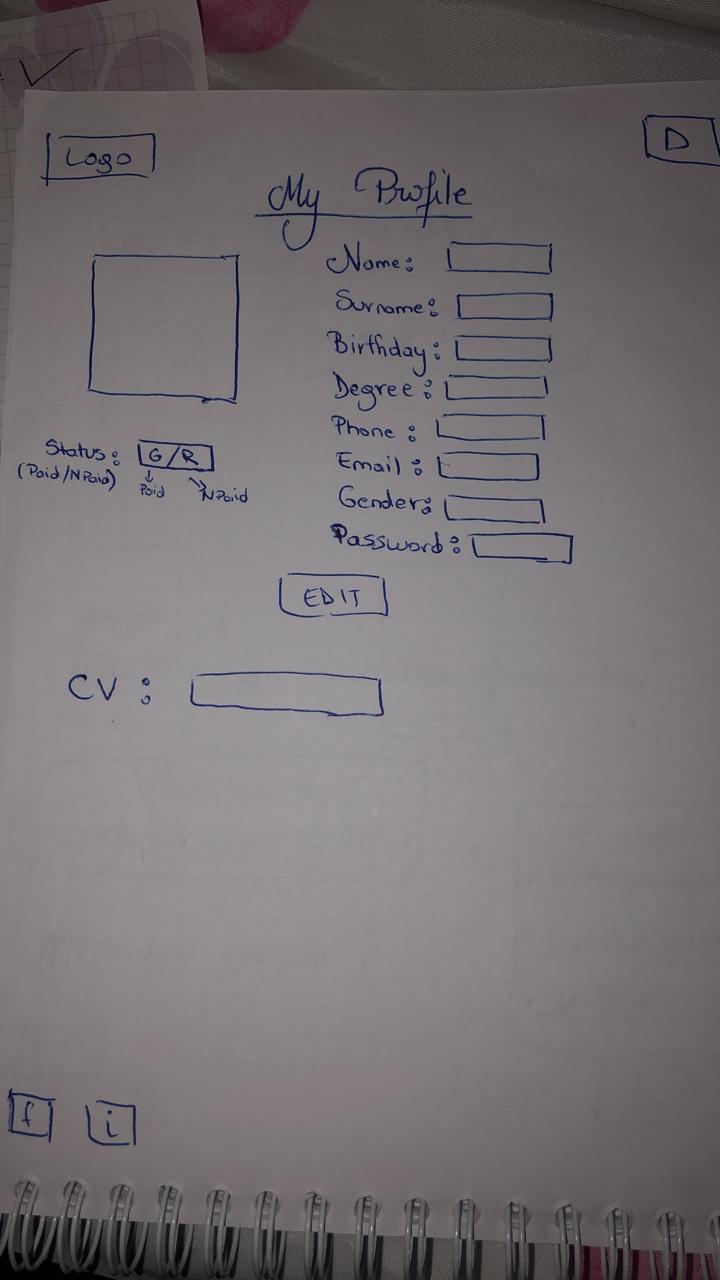 Logo
D
My Profile
Name:
Surname:
Birthday:
Degree:
Phone:
Email:
Gender:
Password:
Status: G/R
(Paid/NPaid)
Paid NPaid
EDIT
CV:
f i